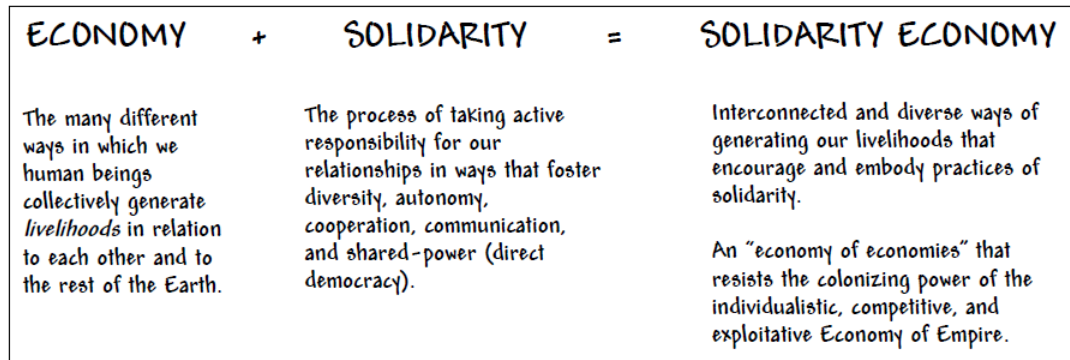 ECONOMY + SOLIDARITY = SOLIDARITY ECONOMY
The many different
ways in which we
human beings
collectively generate
livelihoods in relation
to each other and to
the rest of the Earth.
The process of taking active
responsibility for our
relationships in ways that foster
diversity, autonomy,
cooperation, communication,
and shared-power (direct
democracy).
Interconnected and diverse ways of
generating our livelihoods that
encourage and embody practices of
solidarity.
An “economy of economies” that
resists the colonizing power of the
individualistic, competitive, and
exploitative Economy of Empire.